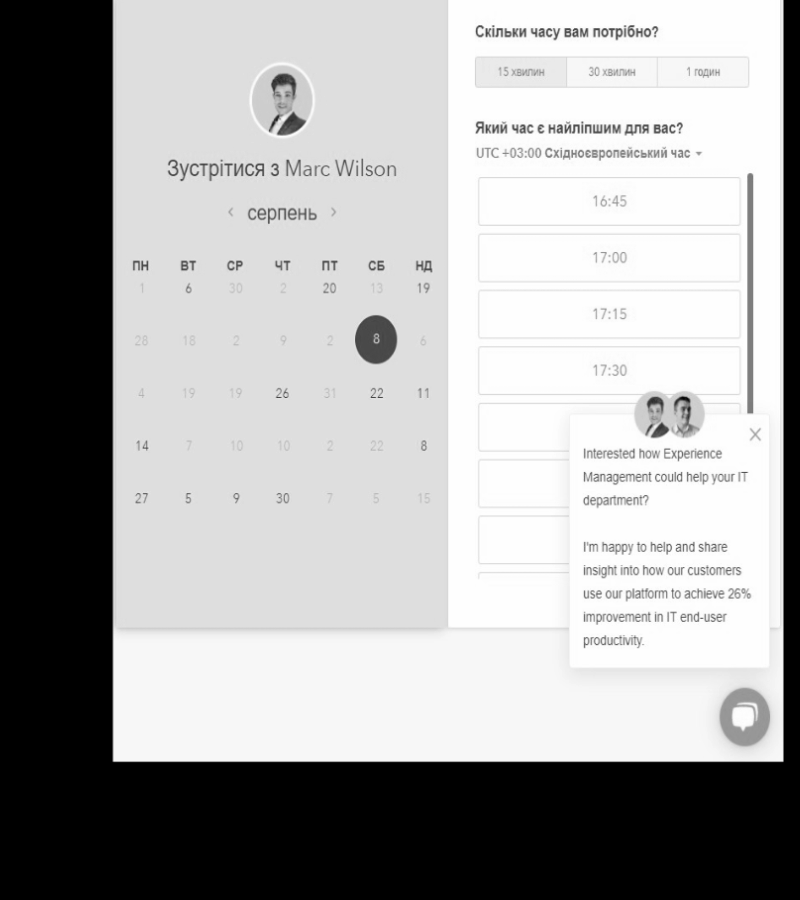 Зустрітися з Marc Wilson
серпень
ПН ВТ СР ЧТ ПТ СБ НД
1 6 30 2 20 13 19
28 18 2 9 2 8 6
4 19 19 26 31 22 11
14 7 10 10 2 22 8
27 5 9 30 7 5 15
Скільки часу вам потрібно?
15 хвилин 30 хвилин 1 годин
Який час є найліпшим для вас?
UTC +03:00 Східноєвропейський час
16:45
17:00
17:15
17:30
Interested how Experience
Management could help your IT
department?
I'm happy to help and share
insight into how our customers
use our platform to achieve 26%
improvement in IT end-user
productivity.